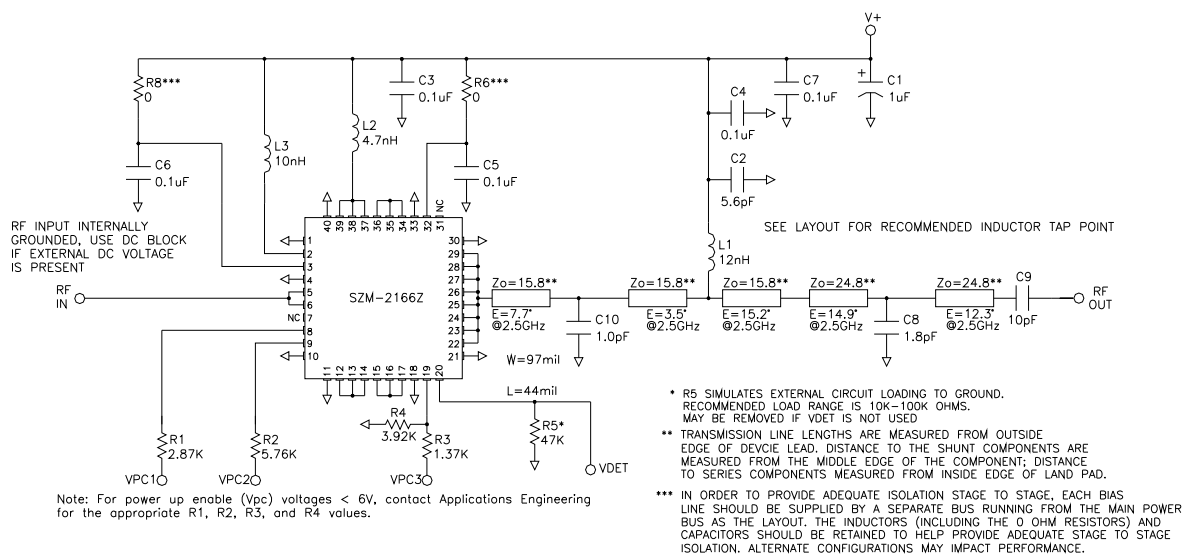 V+
R8***
0
C3
0.1uF
R6***
0
C7
0.1uF
+
C1
1uF
C4
0.1uF
L2
4.7nH
L3
10nH
C6
0.1uF
C5
0.1uF
C2
5.6pF
RF INPUT INTERNALLY
GROUNDED, USE DC BLOCK
IF EXTERNAL DC VOLTAGE
IS PRESENT
40
39
38
37
36
35
34
33
32
31
NC
SEE LAYOUT FOR RECOMMENDED INDUCTOR TAP POINT
L1
12nH
1
2
3
4
5
6
NC
7
8
9
10
30
29
28
27
26
25
24
23
22
21
SZM-2166Z
RF
IN
Zo=15.8**
E=7.7°
@2.5GHz
C10
1.0pF
Zo=15.8**
E=3.5°
@2.5GHz
Zo=15.8**
E=15.2°
@2.5GHz
Zo=24.8**
E=14.9°
@2.5GHz
C8
1.8pF
Zo=24.8**
E=12.3°
@2.5GHz
C9
10pF
RF
OUT
W=97mil
L=44mil
11
12
13
14
15
16
17
18
19
20
R4
3.92K
R1
2.87K
R2
5.76K
R3
1.37K
R5*
47K
VPC1
VPC2
VPC3
VDET
* R5 SIMULATES EXTERNAL CIRCUIT LOADING TO GROUND.
RECOMMENDED LOAD RANGE IS 10K-100K OHMS.
MAY BE REMOVED IF VDET IS NOT USED
** TRANSMISSION LINE LENGTHS ARE MEASURED FROM OUTSIDE
EDGE OF DEVCIE LEAD. DISTANCE TO THE SHUNT COMPONENTS ARE
MEASURED FROM THE MIDDLE EDGE OF THE COMPONENT; DISTANCE
TO SERIES COMPONENTS MEASURED FROM INSIDE EDGE OF LAND PAD.
*** IN ORDER TO PROVIDE ADEQUATE ISOLATION STAGE TO STAGE, EACH BIAS
LINE SHOULD BE SUPPLIED BY A SEPARATE BUS RUNNING FROM THE MAIN POWER
BUS AS THE LAYOUT. THE INDUCTORS (INCLUDING THE 0 OHM RESISTORS) AND
CAPACITORS SHOULD BE RETAINED TO HELP PROVIDE ADEQUATE STAGE TO STAGE
ISOLATION. ALTERNATE CONFIGURATIONS MAY IMPACT PERFORMANCE.
Note: For power up enable (Vpc) voltages < 6V, contact Applications Engineering
for the appropriate R1, R2, R3, and R4 values.